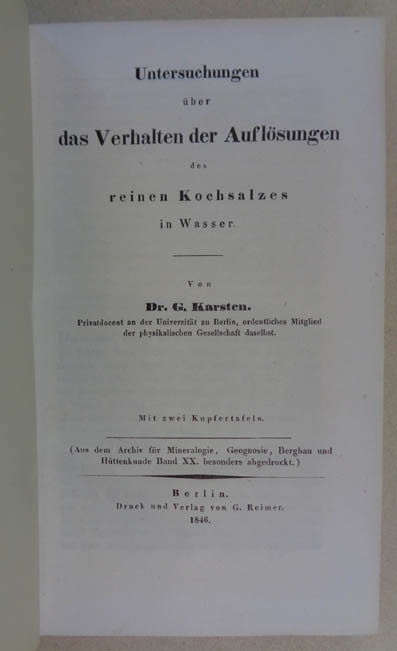 Untersuchungen
über
das Verhalten der Auflösungen
des
reinen Kochsalzes
in Wasser.
Von
Dr. G. Karsten.
Privatdocent an der Universität zu Berlin, ordentliches Mitglied
der physikalischen Gesellschaft daselbst.
Mit zwei Kupfertafeln.
(Aus dem Archiv für Mineralogie, Geognosie, Bergbau und
Hüttenkunde Band XX. besonders abgedruckt.)
Berlin.
Druck und Verlag von G. Reimer.
1846.